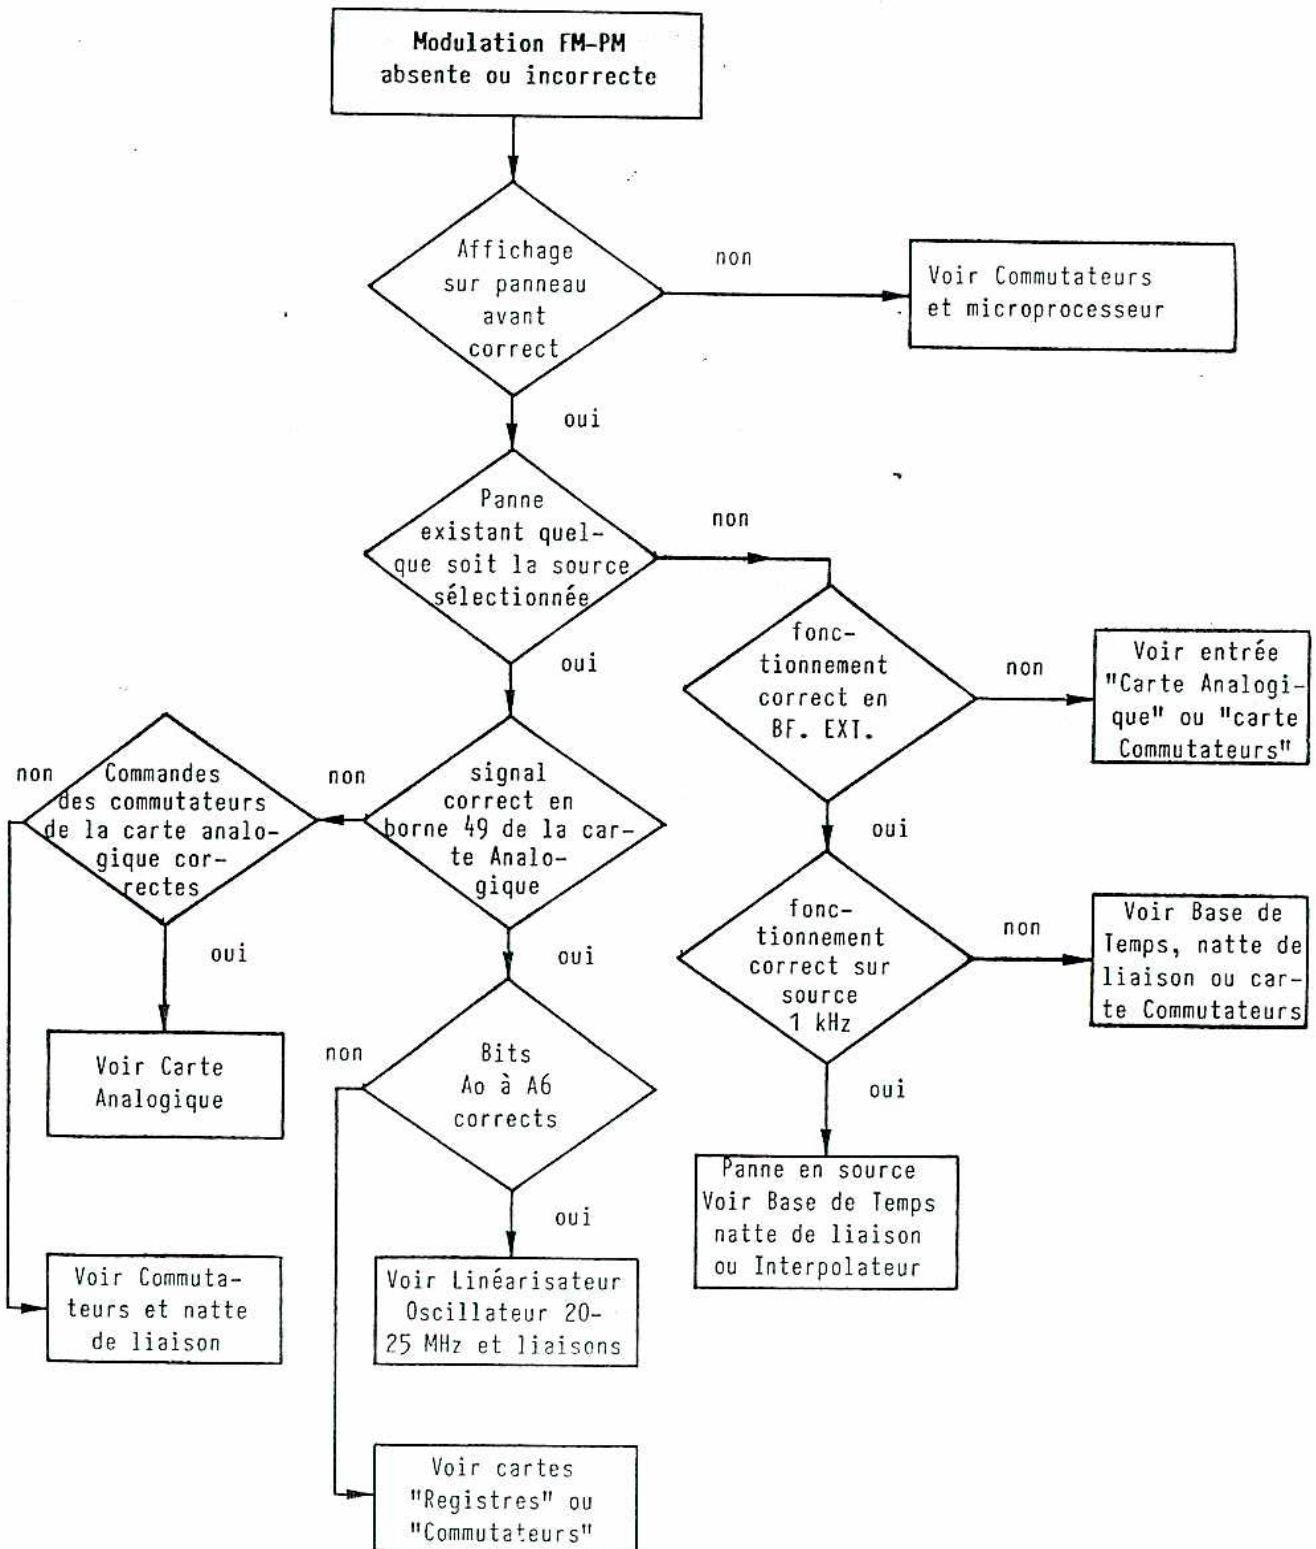 Modulation FM-PM
absente ou incorrecte
Affichage
sur panneau
avant
correct
non
Voir Commutateurs
et microprocesseur
oui
Panne
existant quel-
que soit la source
sélectionnée
non
oui
fonc-
tionnement
correct en
BF. EXT.
non
Voir entrée
"Carte Analogi-
que" ou "carte
Commutateurs"
oui
signal
correct en
borne 49 de la car-
te Analo-
gique
non
Commandes
des commutateurs
de la carte analo-
gique cor-
rectes
non
oui
Voir Carte
Analogique
Voir Commuta-
teurs et natte
de liaison
oui
Bits
Ao à A6
corrects
non
oui
Voir Linéarisateur
Oscillateur 20-
25 MHz et liaisons
Voir cartes
"Registres" ou
"Commutateurs"
fonc-
tionnement
correct sur
source
1 kHz
non
Voir Base de
Temps, natte de
liaison ou car-
te Commutateurs
oui
Panne en source
Voir Base de Temps
natte de liaison
ou Interpolateur